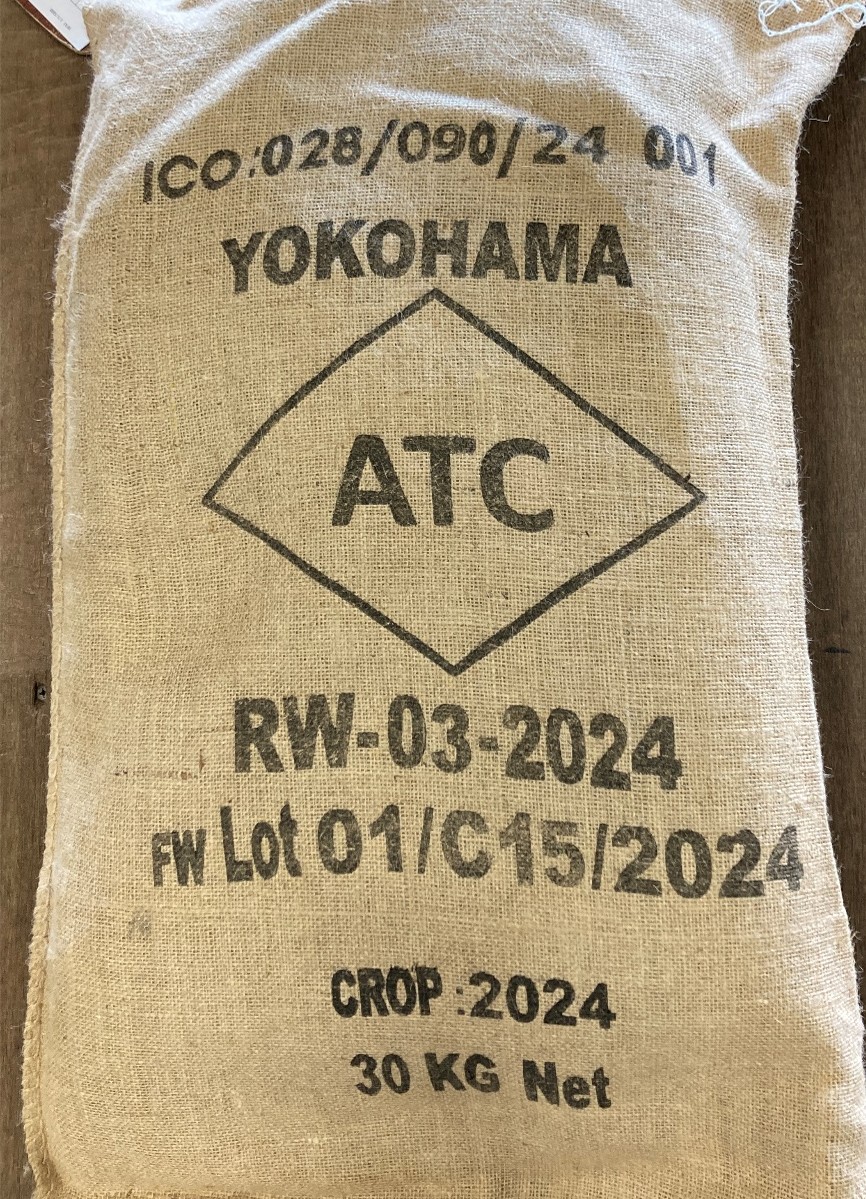 ICO:028/090/24 001
YOKOHAMA
ATC
RW-03-2024
FW Lot 01/C15/2024
CROP:2024
30 KG Net